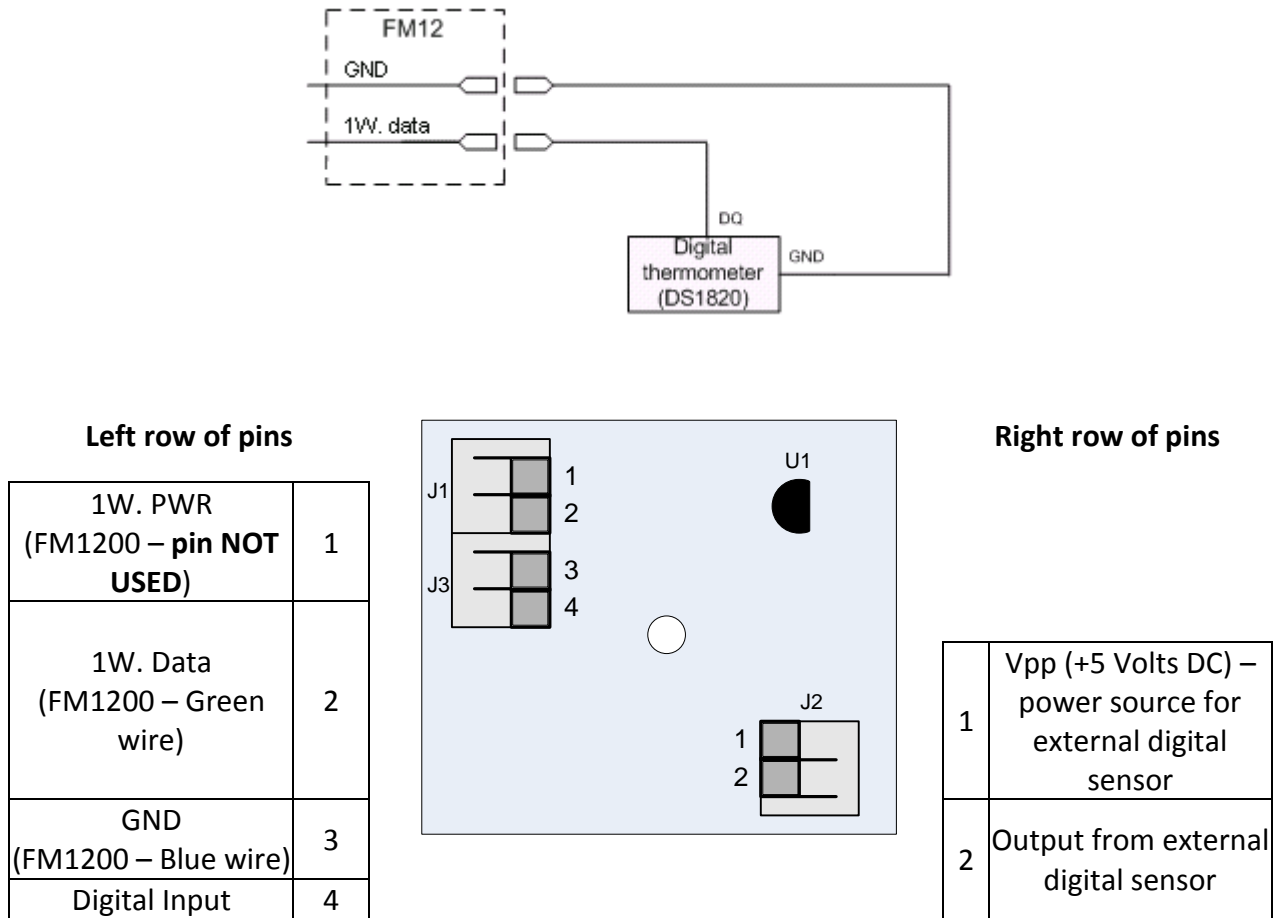 FM12
GND
1W. data
DQ
Digital
thermometer
(DS1820)
GND
Left row of pins
1W. PWR
(FM1200 – pin NOT
USED)
1
1W. Data
(FM1200 – Green
wire)
2
GND
(FM1200 – Blue wire)
3
Digital Input
4
J1
1
2
J3
3
4
U1
J2
1
2
Right row of pins
1
Vpp (+5 Volts DC) –
power source for
external digital
sensor
2
Output from external
digital sensor